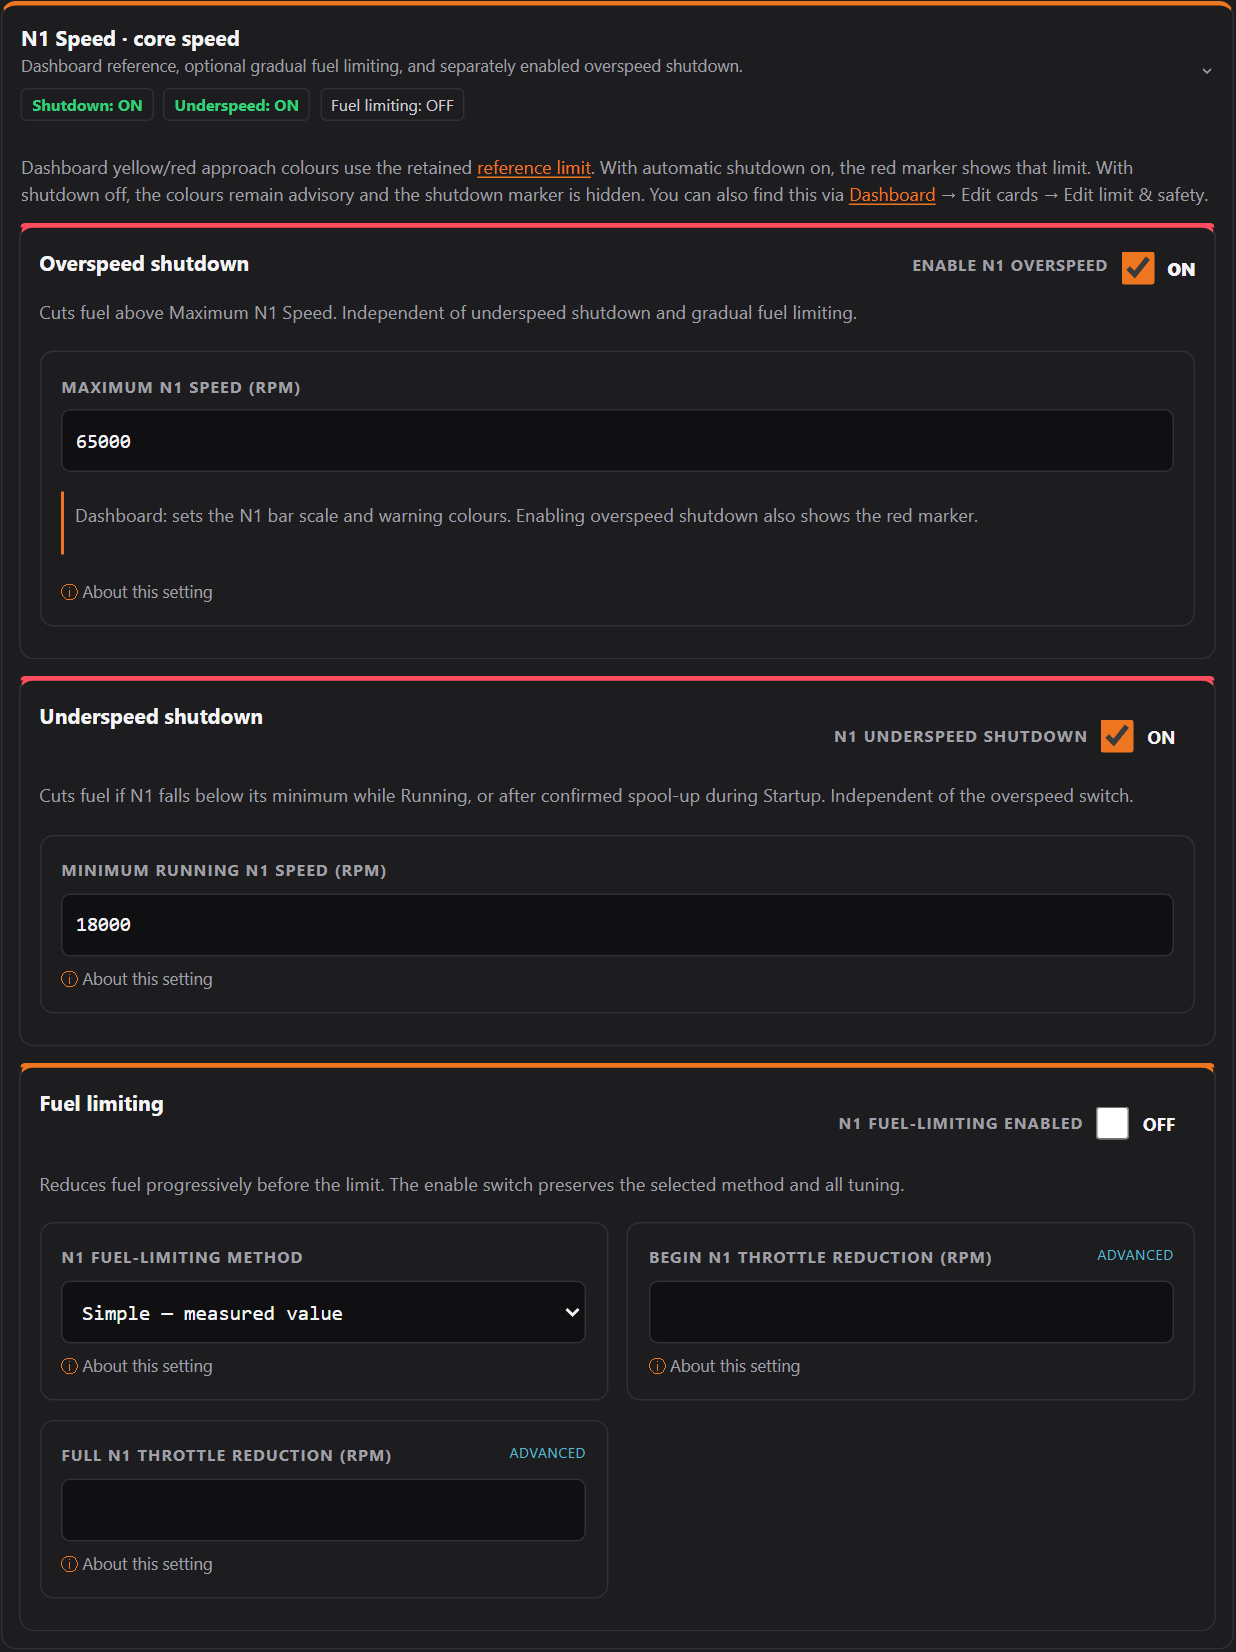 N1 Speed · core speed
Dashboard reference, optional gradual fuel limiting, and separately enabled overspeed shutdown.
Shutdown: ON Underspeed: ON Fuel limiting: OFF
Dashboard yellow/red approach colours use the retained reference limit. With automatic shutdown on, the red marker shows that limit. With
shutdown off, the colours remain advisory and the shutdown marker is hidden. You can also find this via Dashboard → Edit cards → Edit limit & safety.
Overspeed shutdown
ENABLE N1 OVERSPEED ON
Cuts fuel above Maximum N1 Speed. Independent of underspeed shutdown and gradual fuel limiting.
MAXIMUM N1 SPEED (RPM)
65000
Dashboard: sets the N1 bar scale and warning colours. Enabling overspeed shutdown also shows the red marker.
ⓘ About this setting
Underspeed shutdown
N1 UNDERSPEED SHUTDOWN ON
Cuts fuel if N1 falls below its minimum while Running, or after confirmed spool-up during Startup. Independent of the overspeed switch.
MINIMUM RUNNING N1 SPEED (RPM)
18000
ⓘ About this setting
Fuel limiting
N1 FUEL-LIMITING ENABLED OFF
Reduces fuel progressively before the limit. The enable switch preserves the selected method and all tuning.
N1 FUEL-LIMITING METHOD
Simple — measured value
ⓘ About this setting
BEGIN N1 THROTTLE REDUCTION (RPM) ADVANCED
ⓘ About this setting
FULL N1 THROTTLE REDUCTION (RPM) ADVANCED
ⓘ About this setting